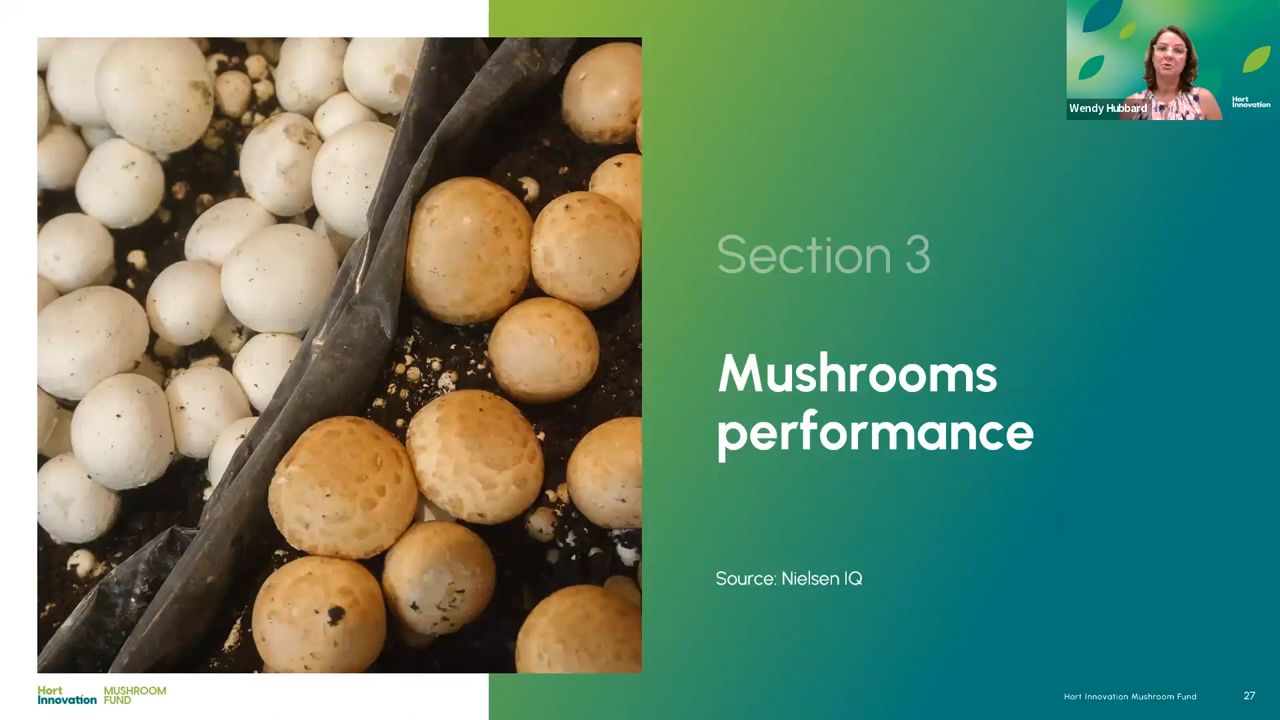 Wendy Hubbard
Hort
Innovation
Section 3
Mushrooms
performance
Source: Nielsen IQ
Hort
Innovation
MUSHROOM
FUND
Hort Innovation Mushroom Fund
27